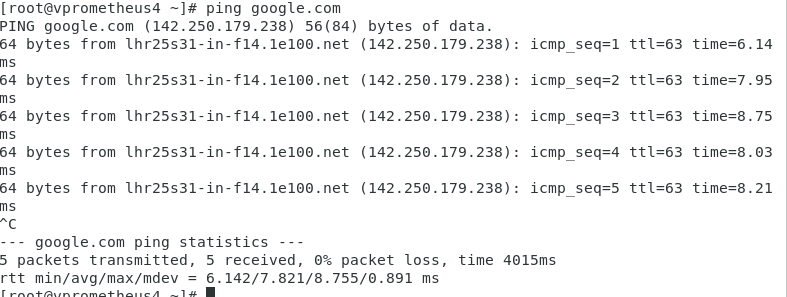 [root@vprometheus4 ~]# ping google.com
PING google.com (142.250.179.238) 56(84) bytes of data.
64 bytes from lhr25s31-in-f14.1e100.net (142.250.179.238): icmp_seq=1 ttl=63 time=6.14
ms
64 bytes from lhr25s31-in-f14.1e100.net (142.250.179.238): icmp_seq=2 ttl=63 time=7.95
ms
64 bytes from lhr25s31-in-f14.1e100.net (142.250.179.238): icmp_seq=3 ttl=63 time=8.75
ms
64 bytes from lhr25s31-in-f14.1e100.net (142.250.179.238): icmp_seq=4 ttl=63 time=8.03
ms
64 bytes from lhr25s31-in-f14.1e100.net (142.250.179.238): icmp_seq=5 ttl=63 time=8.21
ms
^C
--- google.com ping statistics ---
5 packets transmitted, 5 received, 0% packet loss, time 4015ms
rtt min/avg/max/mdev = 6.142/7.821/8.755/0.891 ms
[root@vprometheus4 ~]#